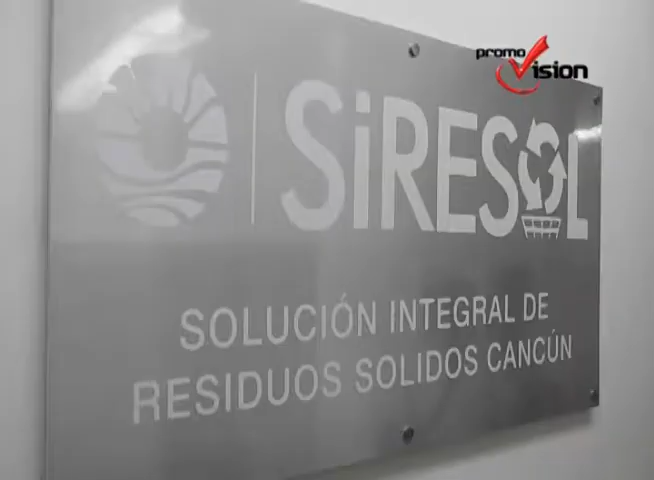 promo
Vision
SiRESOL
SOLUCIÓN INTEGRAL DE
RESIDUOS SOLIDOS CANCÚN